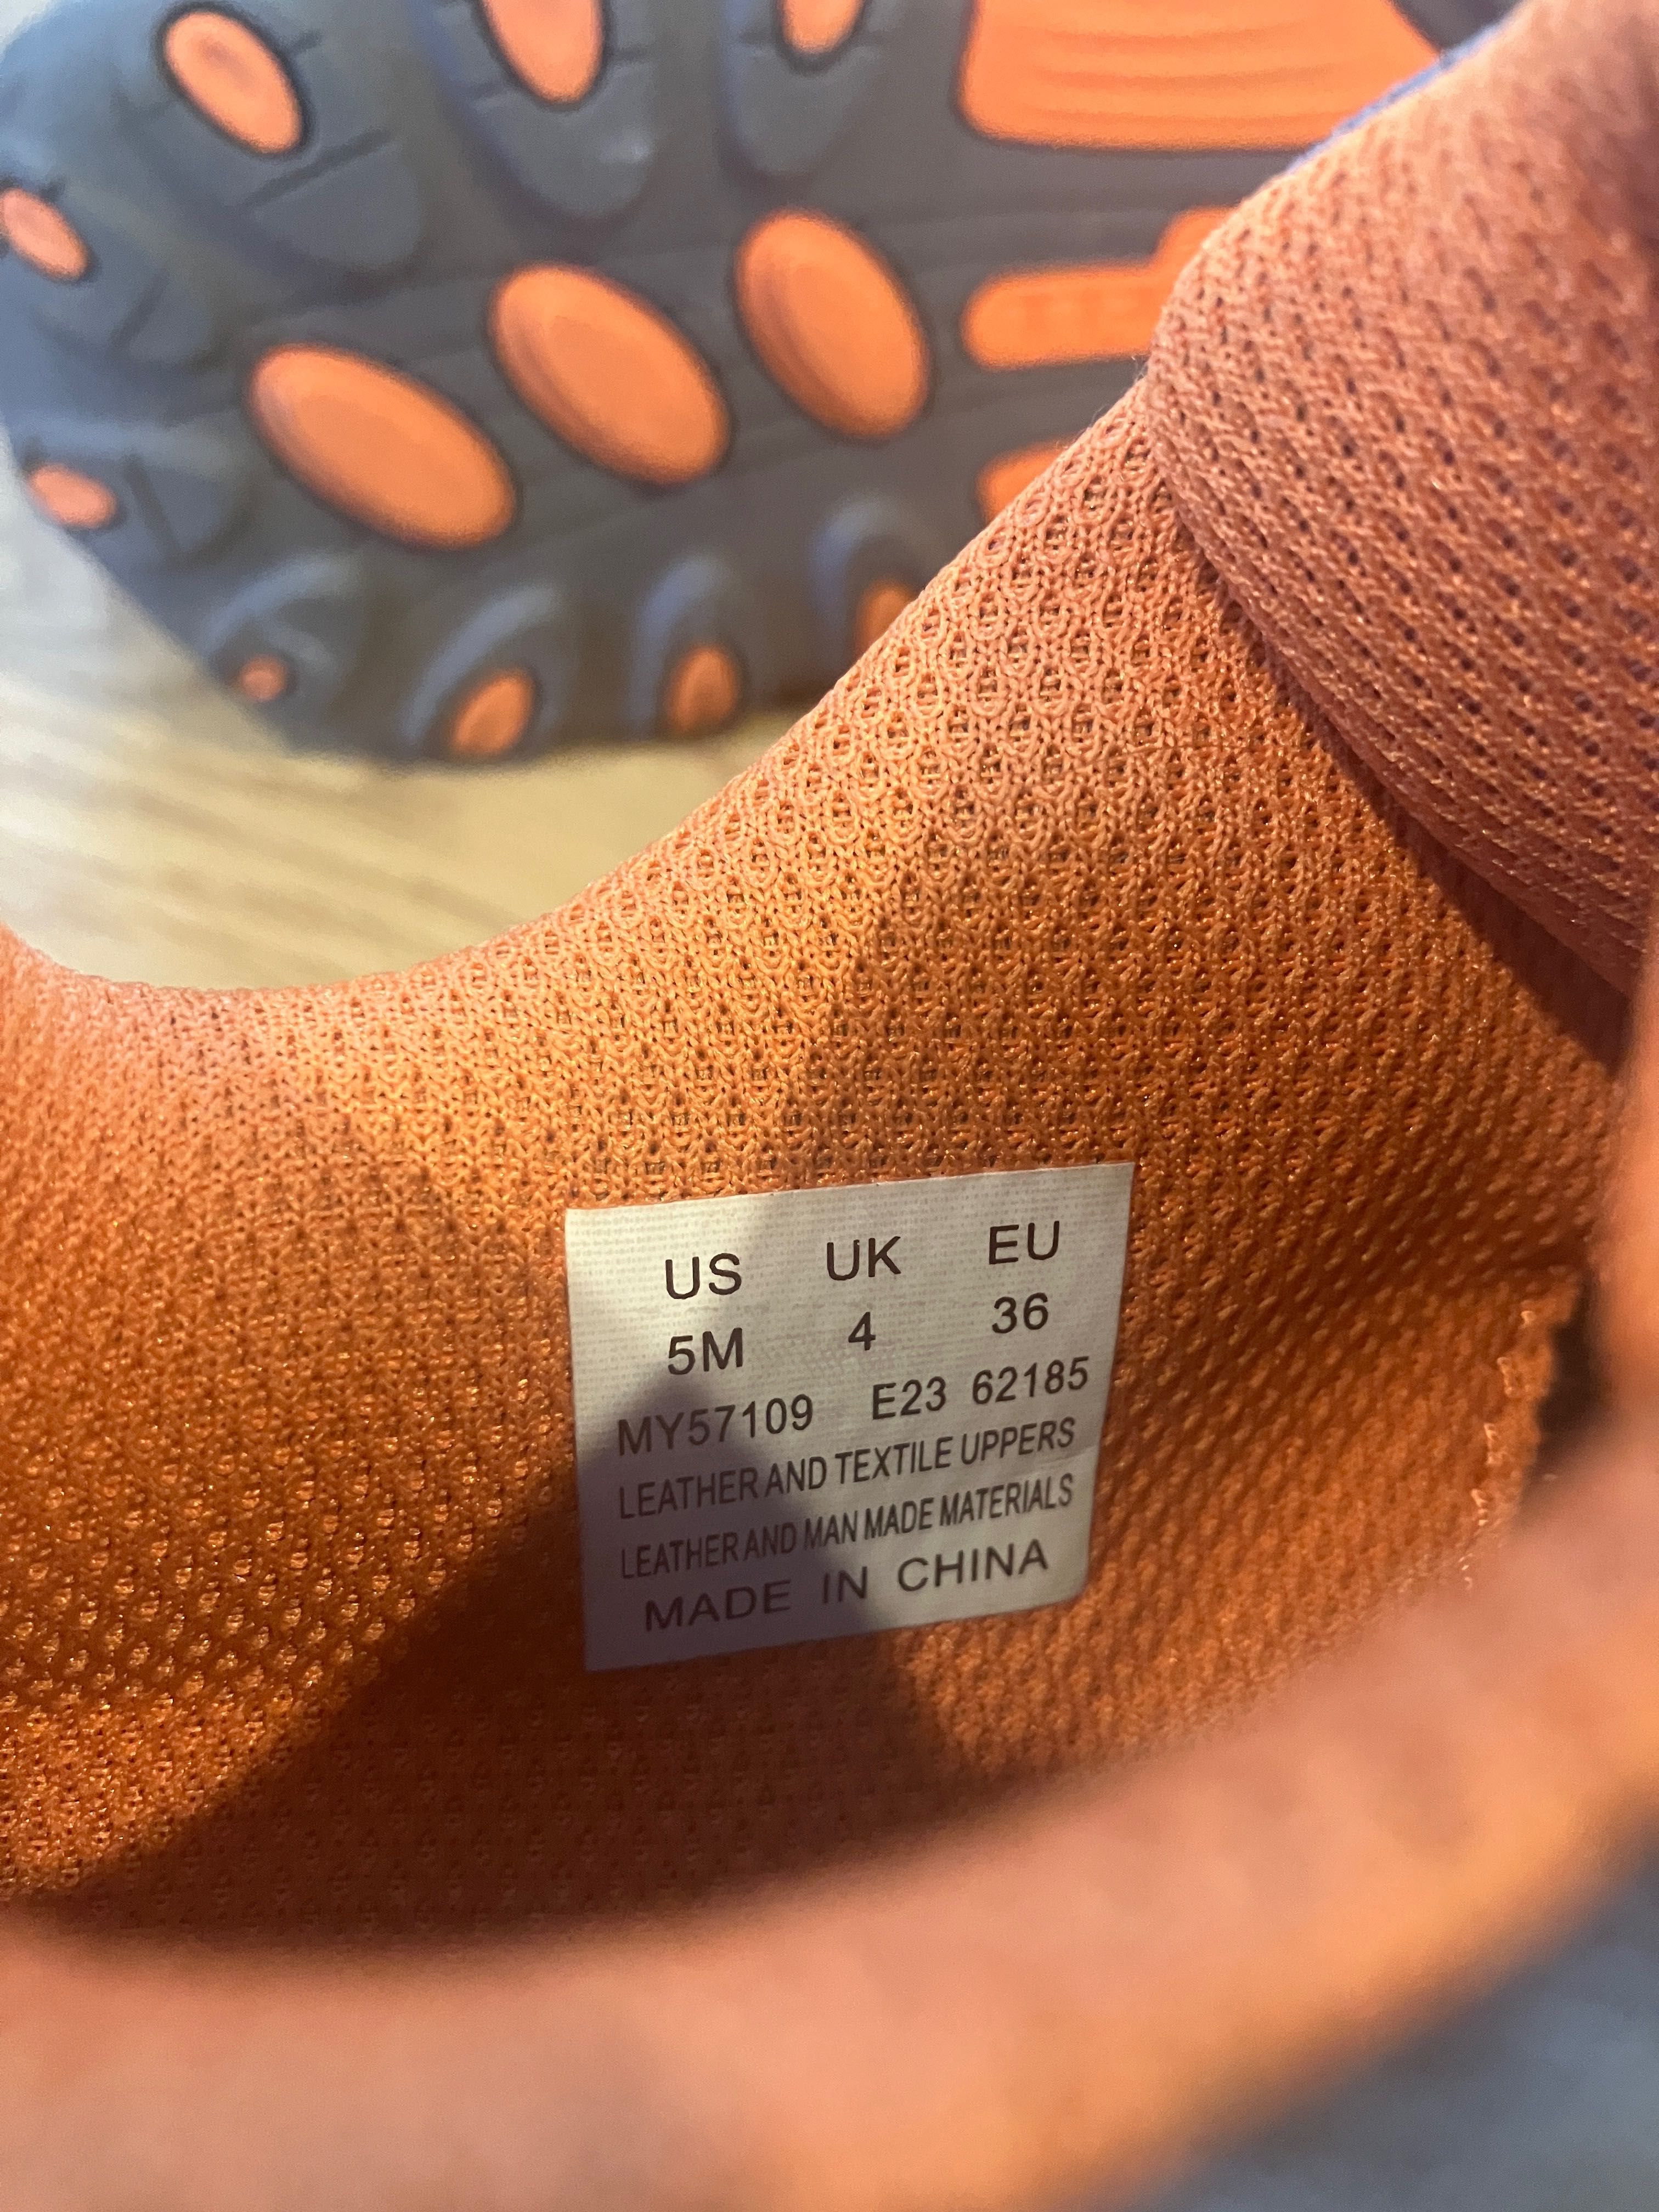 US UK EU
5M 4 36
MY57109 E23 62185
LEATHER AND TEXTILE UPPERS
LEATHER AND MAN MADE MATERIALS
MADE IN CHINA